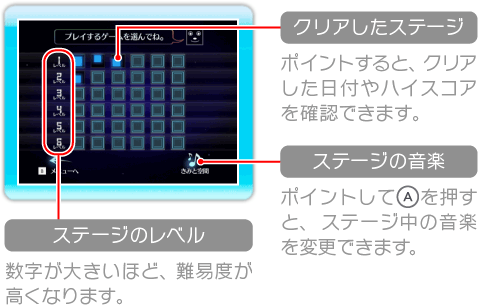 プレイするゲームを選んでね。
クリアしたステージ
ポイントすると、クリア
した日付やハイスコア
を確認できます。
1
レベル
2
レベル
3
レベル
4
レベル
5
レベル
6
レベル
1 メニューへ
きみと空間
ステージの音楽
ポイントしてAを押す
と、ステージ中の音楽
を変更できます。
ステージのレベル
数字が大きいほど、難易度が
高くなります。